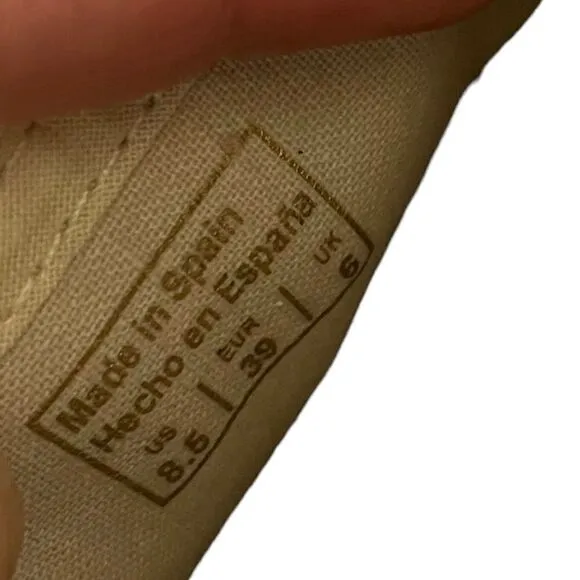 Made in Spain
Hecho en España
US | EUR | UK
8.5 | 39 | 6